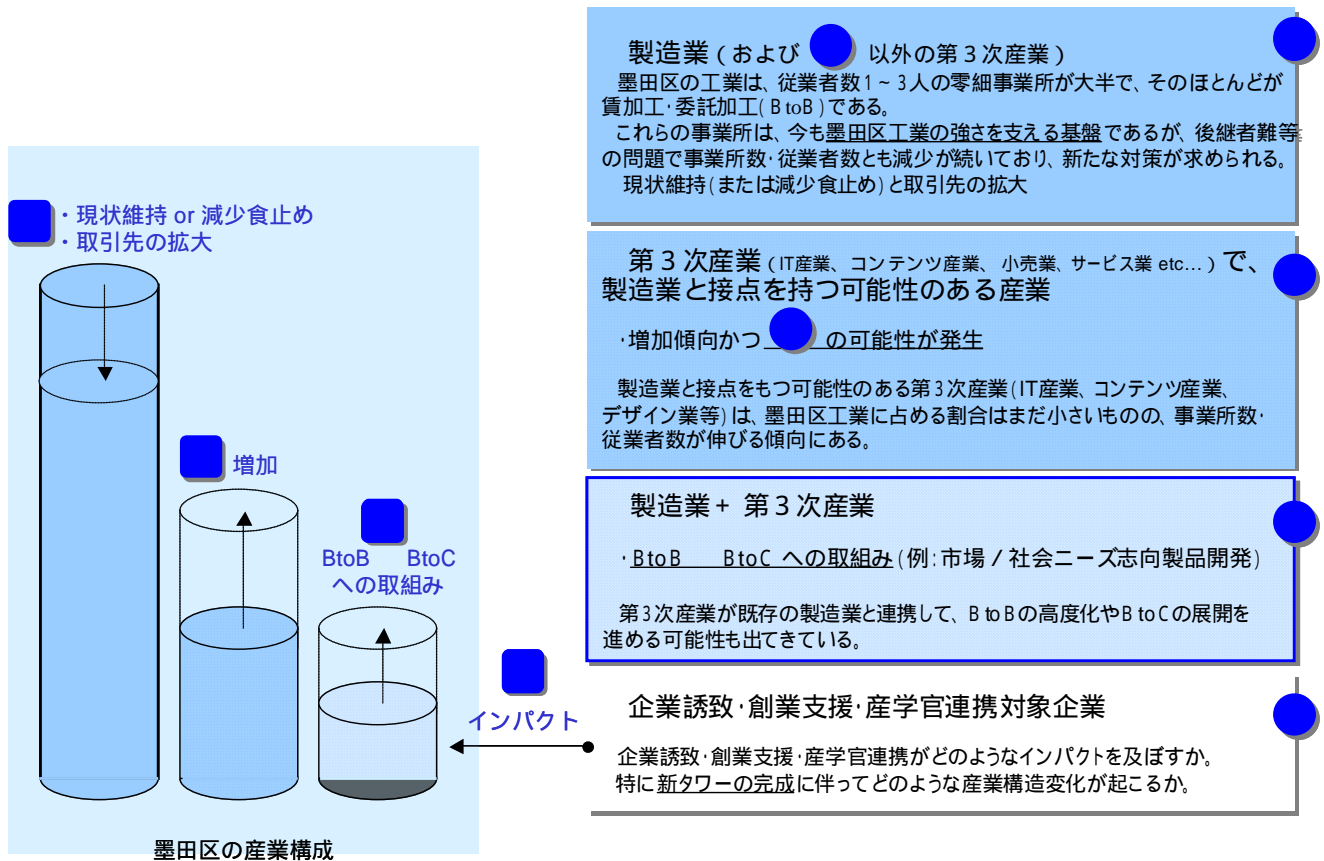 ・現状維持 or 減少食止め
・取引先の拡大
増加
BtoB BtoC
への取組み
インパクト
墨田区の産業構成
製造業（および 以外の第３次産業）
墨田区の工業は、従業者数1～3人の零細事業所が大半で、そのほとんどが
賃加工・委託加工(BtoB)である。
これらの事業所は、今も墨田区工業の強さを支える基盤であるが、後継者難等
の問題で事業所数・従業者数とも減少が続いており、新たな対策が求められる。
現状維持(または減少食止め)と取引先の拡大
第３次産業（IT産業、コンテンツ産業、小売業、サービス業 etc…）で、
製造業と接点を持つ可能性のある産業
・増加傾向かつ の可能性が発生
製造業と接点をもつ可能性のある第3次産業(IT産業、コンテンツ産業、
デザイン業等)は、墨田区工業に占める割合はまだ小さいものの、事業所数・
従業者数が伸びる傾向にある。
製造業+ 第３次産業
・BtoB BtoC への取組み(例:市場／社会ニーズ志向製品開発)
第3次産業が既存の製造業と連携して、BtoBの高度化やBtoCの展開を
進める可能性も出てきている。
企業誘致・創業支援・産学官連携対象企業
企業誘致・創業支援・産学官連携がどのようなインパクトを及ぼすか。
特に新タワーの完成に伴ってどのような産業構造変化が起こるか。